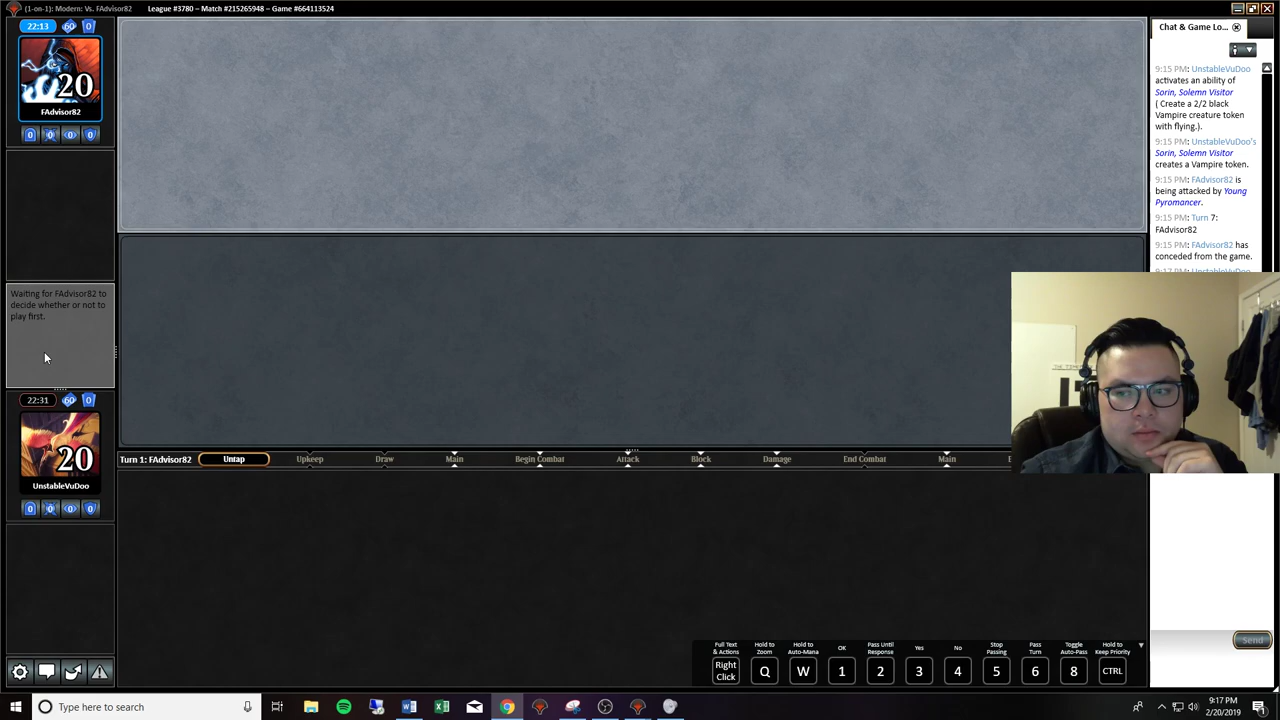 (1-on-1): Modern: Vs. FAdvisor82
League #3780 – Match #215265948 - Game #664113524
22:13 60 0
20
FAdvisor82
0 0 0 0
Waiting for FAdvisor82 to
decide whether or not to
play first.
22:31 60 0
20
UnstableVuDoo
0 0 0 0
Turn 1: FAdvisor82 Untap Upkeep Draw Main Begin Combat Attack Block Damage End Combat Main
Chat & Game Lo...
9:15 PM: UnstableVuDoo
activates an ability of
Sorin, Solemn Visitor
( Create a 2/2 black
Vampire creature token
with flying.).
9:15 PM: UnstableVuDoo's
Sorin, Solemn Visitor
creates a Vampire token.
9:15 PM: FAdvisor82 is
being attacked by Young
Pyromancer.
9:15 PM: Turn 7:
FAdvisor82
9:15 PM: FAdvisor82 has
conceded from the game.
9:17 PM: UnstableVuDoo
Send
Full Text
& Actions
Right
Click
Hold to
Zoom
Q
Hold to
Auto-Mana
W
OK
1
Pass Until
Response
2
Yes
3
No
4
Stop
Passing
5
Pass
Turn
6
Toggle
Auto-Pass
8
Hold to
Keep Priority
CTRL
Type here to search
9:17 PM
2/20/2019